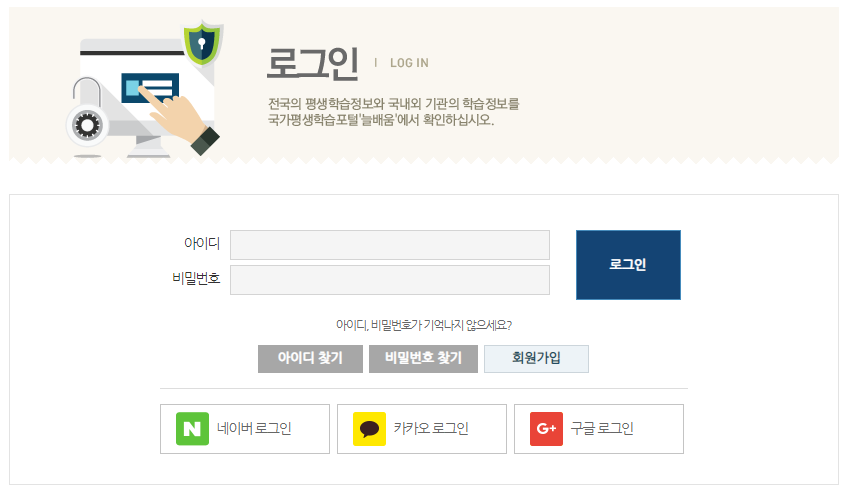 로그인 | LOG IN
전국의 평생학습정보와 국내외 기관의 학습정보를
국가평생학습포털'늘배움'에서 확인하십시오.
아이디
로그인
비밀번호
아이디, 비밀번호가 기억나지 않으세요?
아이디 찾기 비밀번호 찾기 회원가입
N 네이버 로그인 카카오 로그인 G+ 구글 로그인